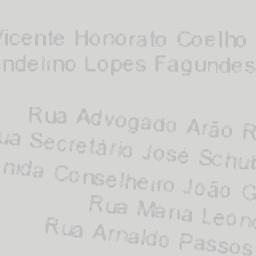 Vicente Honorato Coelho
ndelino Lopes Fagundes
Rua Advogado Arão R
ua Secretário José Schu
nida Conselheiro João G
Rua Maria Leon
Rua Arnaldo Passos